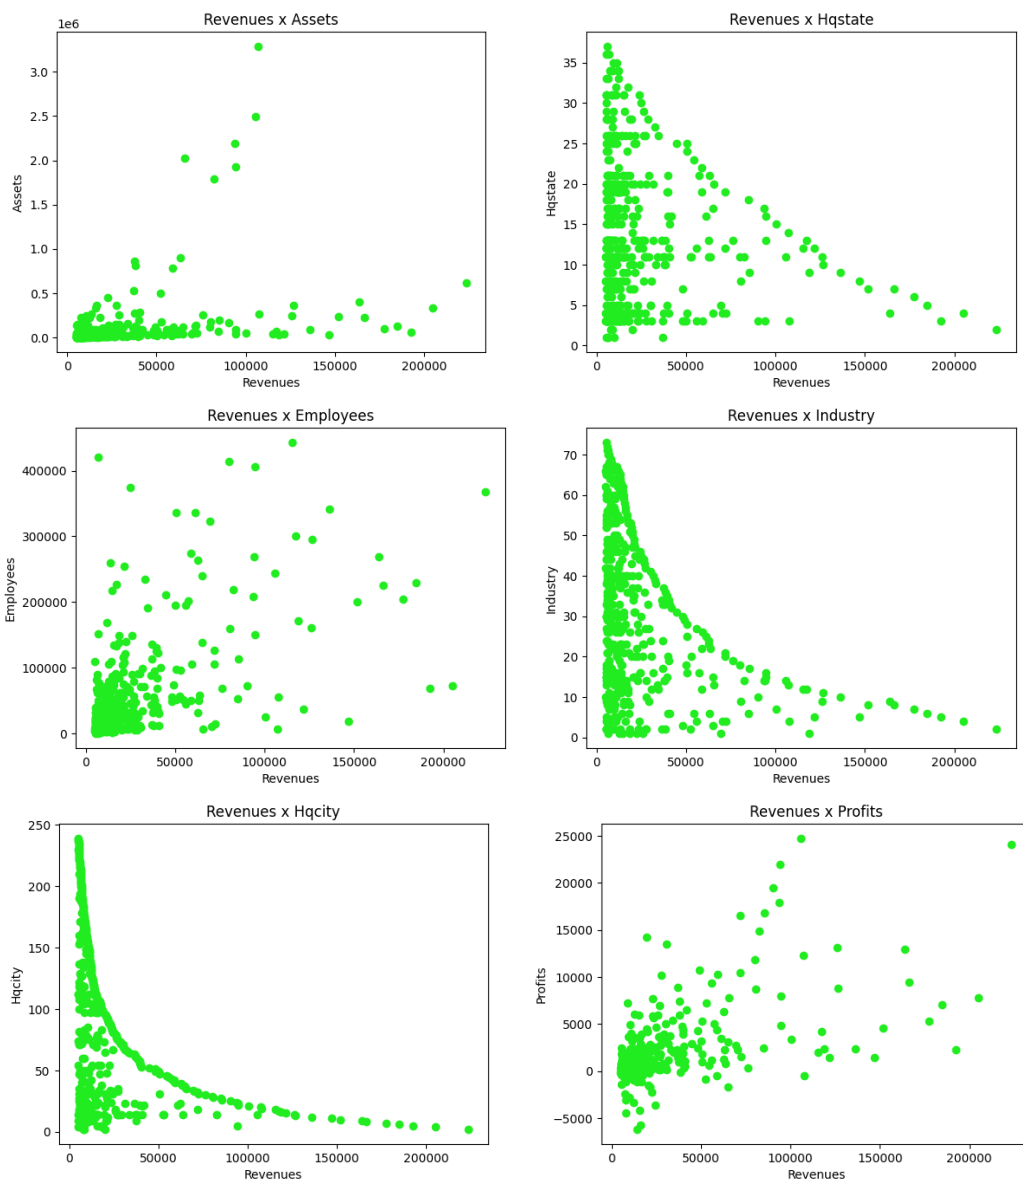 Revenues x Assets
1e6
3.0
2.5
2.0
1.5
1.0
0.5
0.0
Assets
0 50000 100000 150000 200000
Revenues
Revenues x Hqstate
35
30
25
20
15
10
5
0
Hqstate
0 50000 100000 150000 200000
Revenues
Revenues x Employees
400000
300000
200000
100000
0
Employees
0 50000 100000 150000 200000
Revenues
Revenues x Industry
70
60
50
40
30
20
10
0
Industry
0 50000 100000 150000 200000
Revenues
Revenues x Hqcity
250
200
150
100
50
0
Hqcity
0 50000 100000 150000 200000
Revenues
Revenues x Profits
25000
20000
15000
10000
5000
0
−5000
Profits
0 50000 100000 150000 200000
Revenues